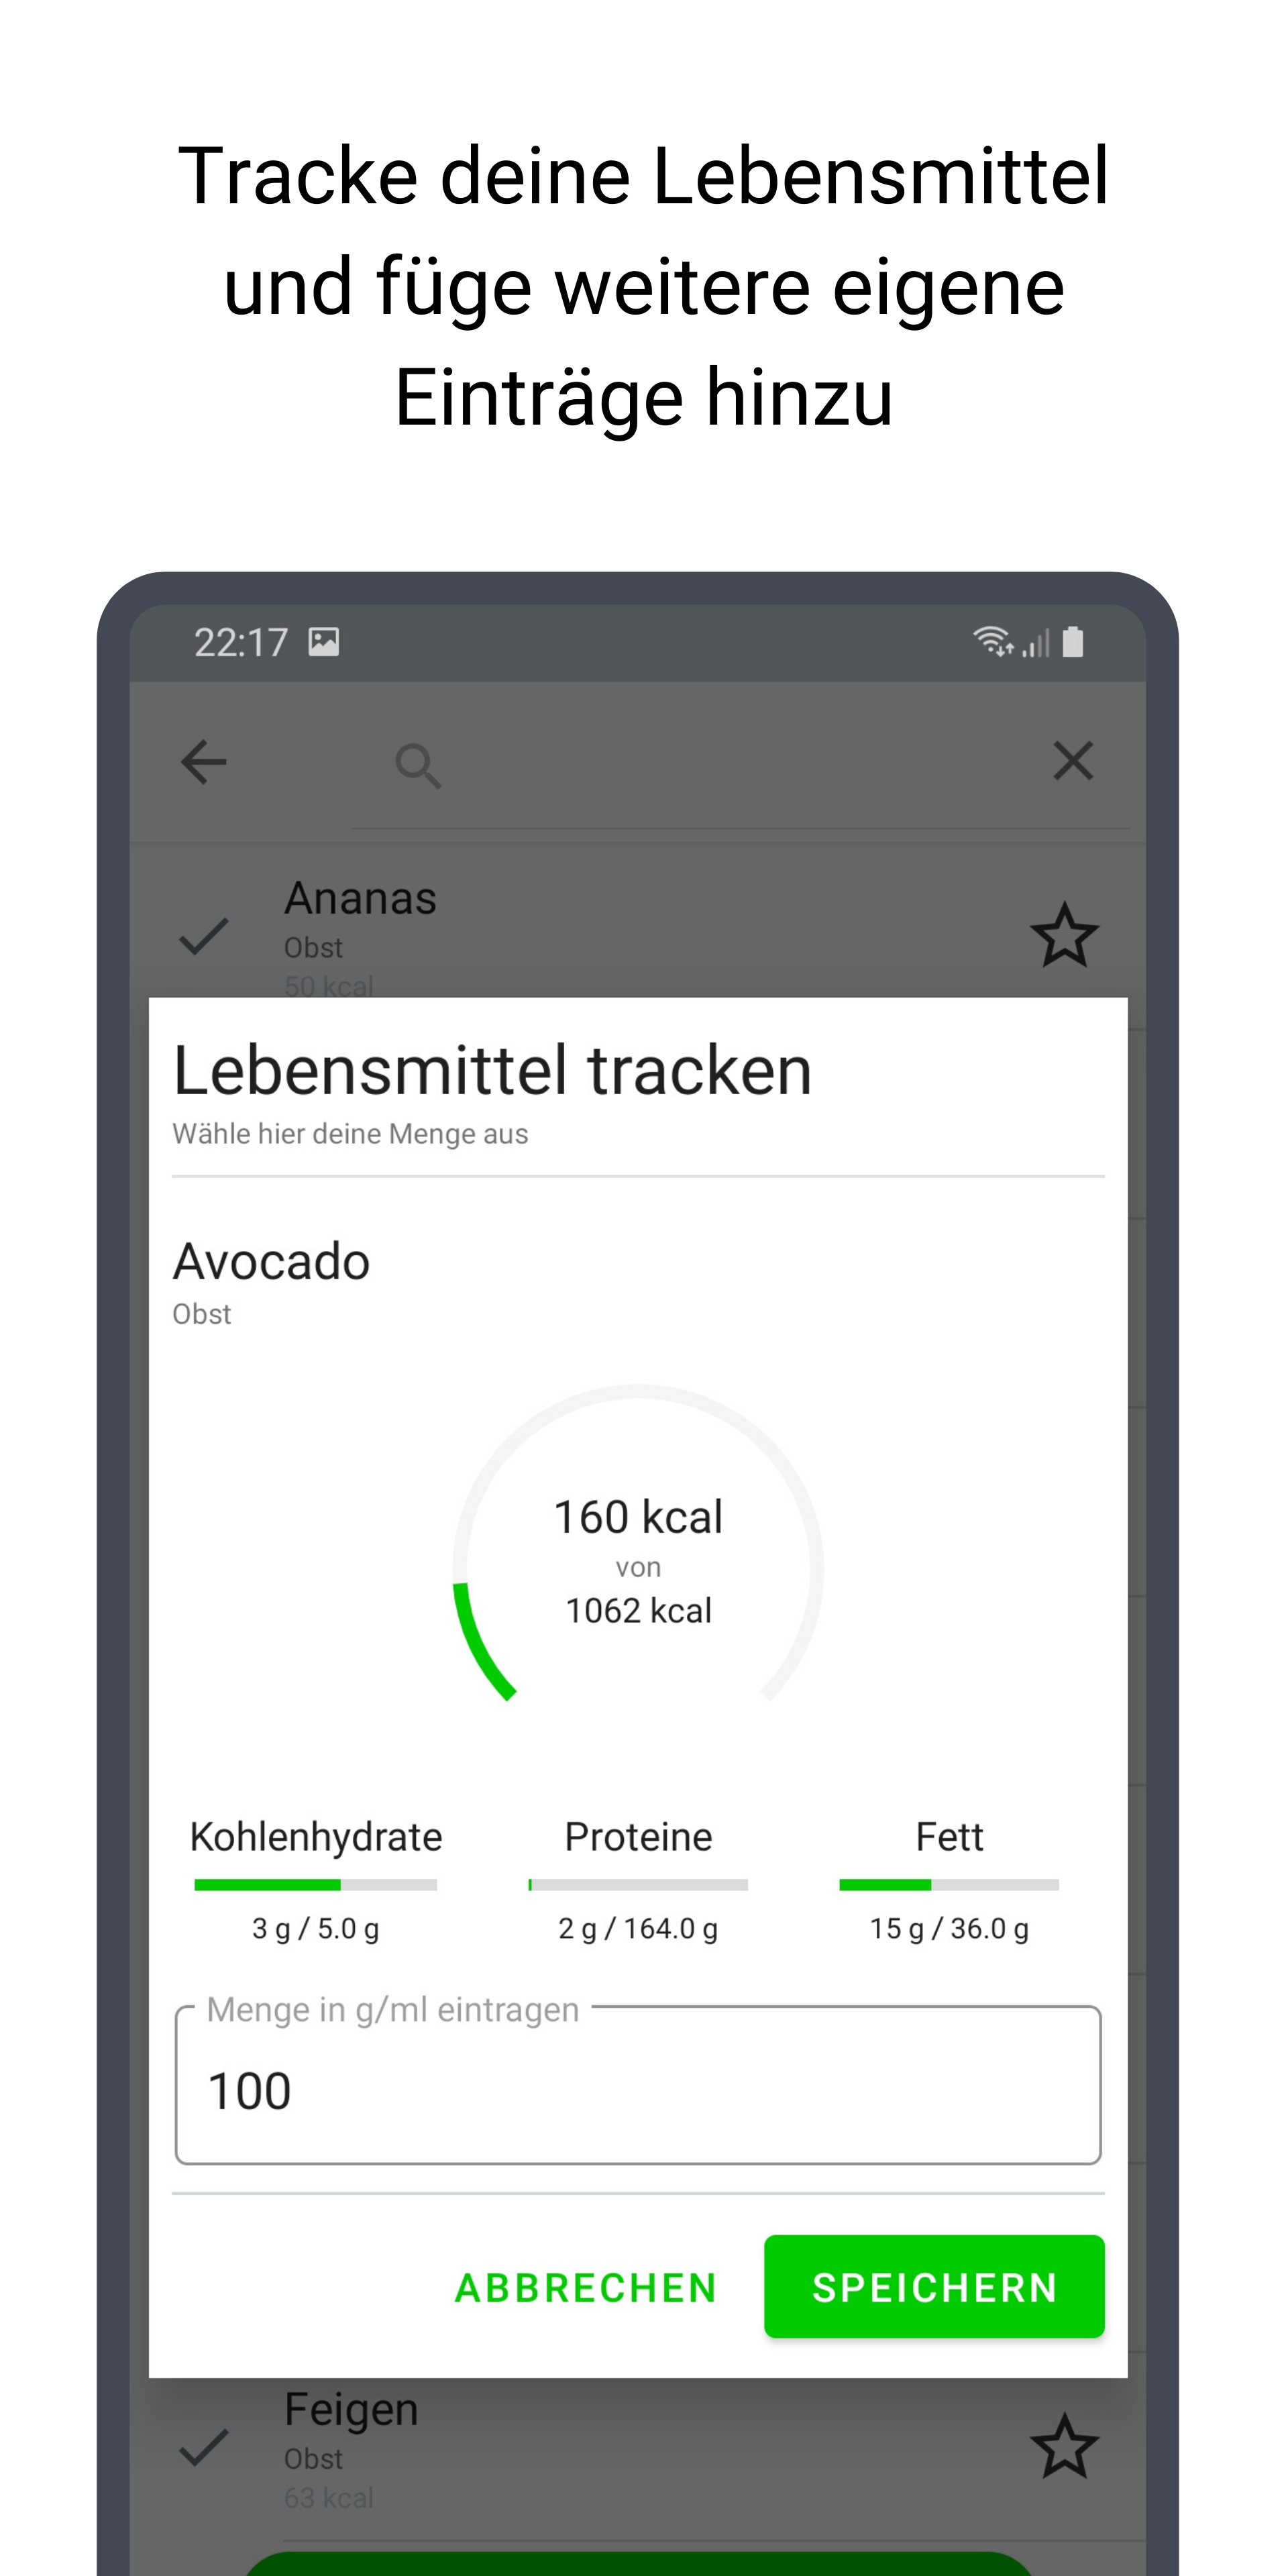 Tracke deine Lebensmittel
und füge weitere eigene
Einträge hinzu
22:17
Ananas
Obst
50 kcal
Lebensmittel tracken
Wähle hier deine Menge aus
Avocado
Obst
160 kcal
von
1062 kcal
Kohlenhydrate
3 g / 5.0 g
Proteine
2 g / 164.0 g
Fett
15 g / 36.0 g
Menge in g/ml eintragen
100
ABBRECHEN
SPEICHERN
Feigen
Obst
63 kcal